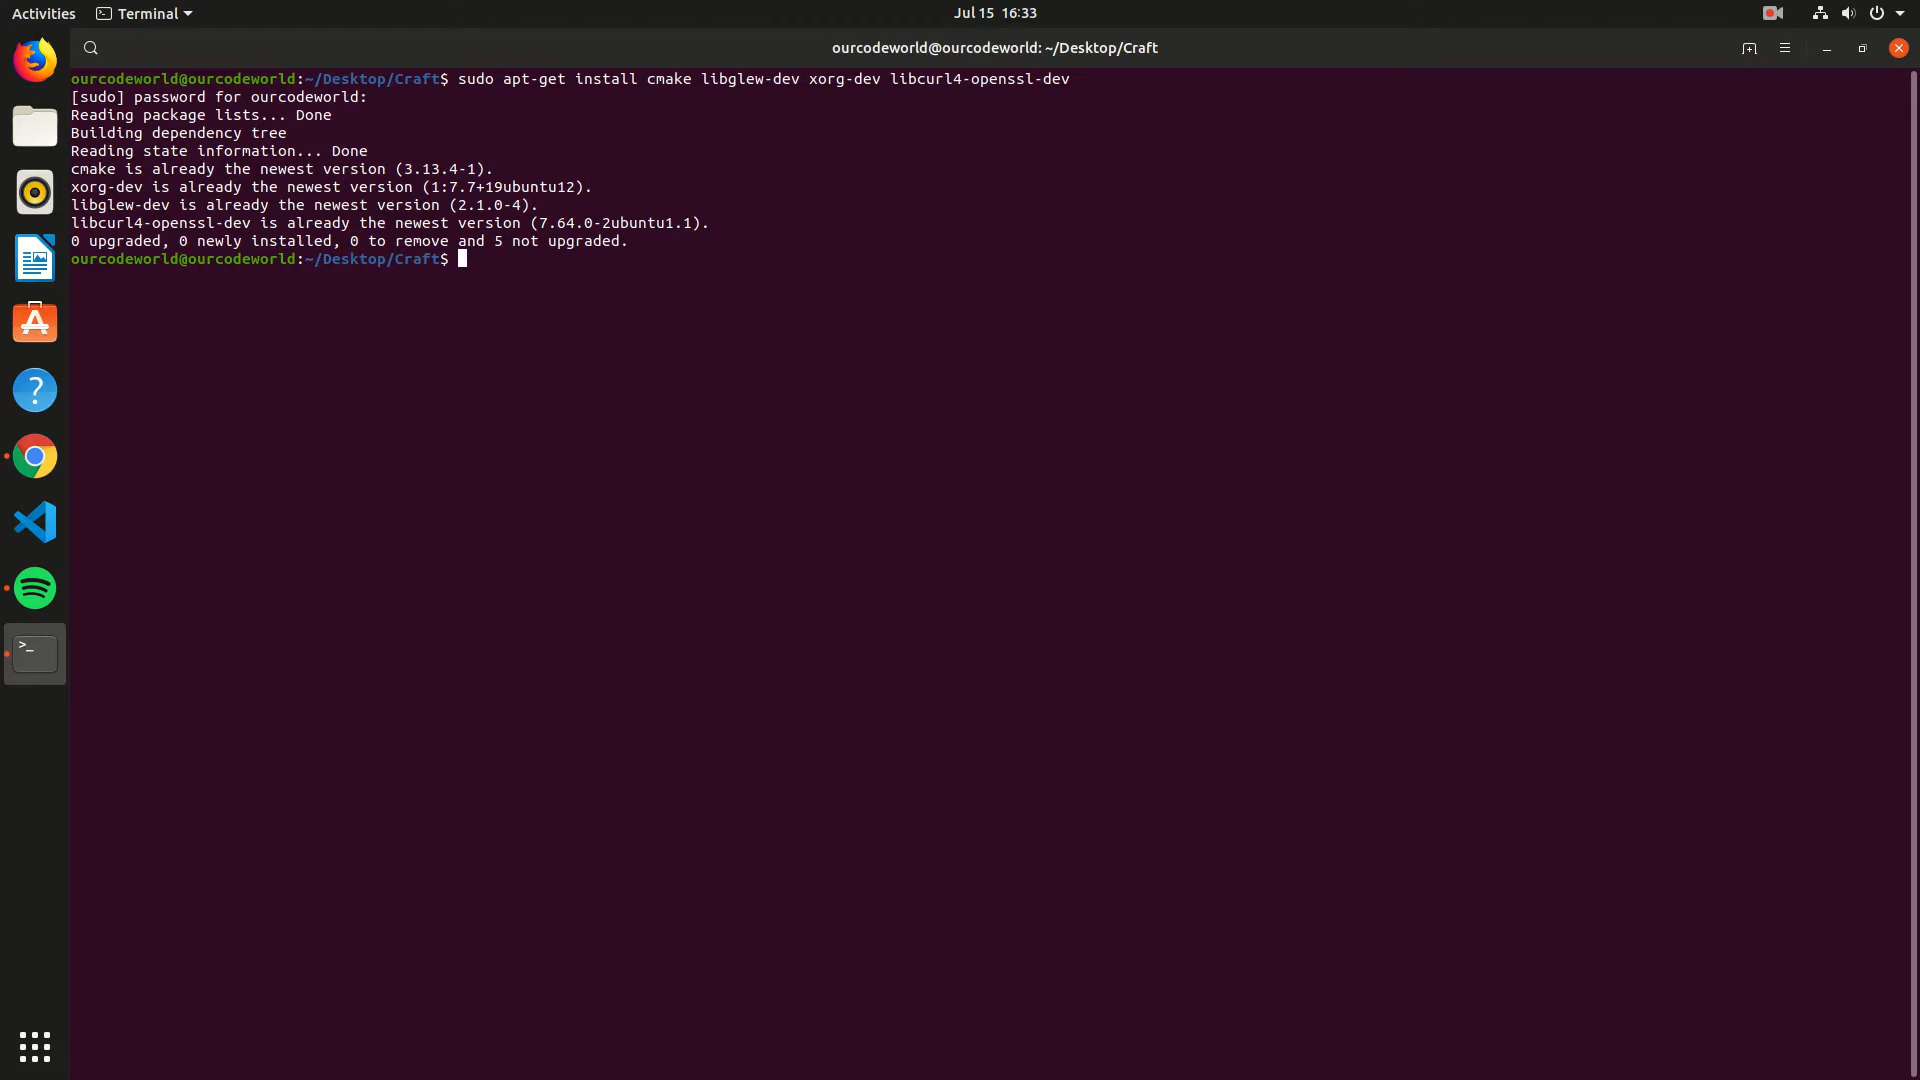 Activities
Terminal
Jul 15 16:33
ourcodeworld@ourcodeworld: ~/Desktop/Craft
ourcodeworld@ourcodeworld:~/Desktop/Craft$ sudo apt-get install cmake libglew-dev xorg-dev libcurl4-openssl-dev
[sudo] password for ourcodeworld:
Reading package lists... Done
Building dependency tree
Reading state information... Done
cmake is already the newest version (3.13.4-1).
xorg-dev is already the newest version (1:7.7+19ubuntu12).
libglew-dev is already the newest version (2.1.0-4).
libcurl4-openssl-dev is already the newest version (7.64.0-2ubuntu1.1).
0 upgraded, 0 newly installed, 0 to remove and 5 not upgraded.
ourcodeworld@ourcodeworld:~/Desktop/Craft$